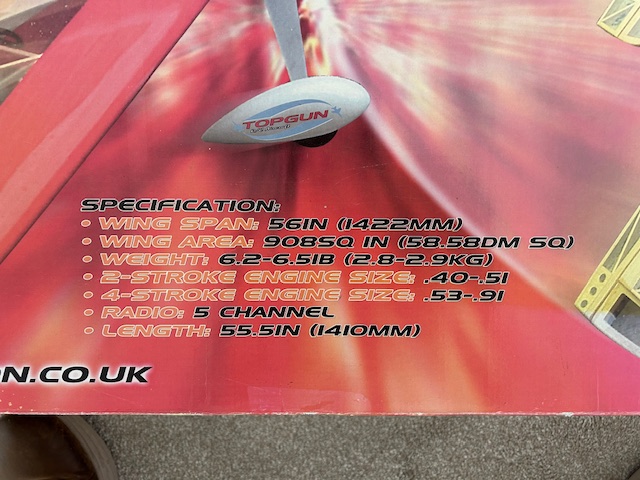 TOPGUN
SPECIFICATION:
• WING SPAN: 56IN (1422MM)
• WING AREA: 908SQ IN (58.58DM SQ)
• WEIGHT: 6.2-6.5IB (2.8-2.9KG)
• 2-STROKE ENGINE SIZE: .40-.51
• 4-STROKE ENGINE SIZE: .53-.91
• RADIO: 5 CHANNEL
• LENGTH: 55.5IN (1410MM)
N.CO.UK